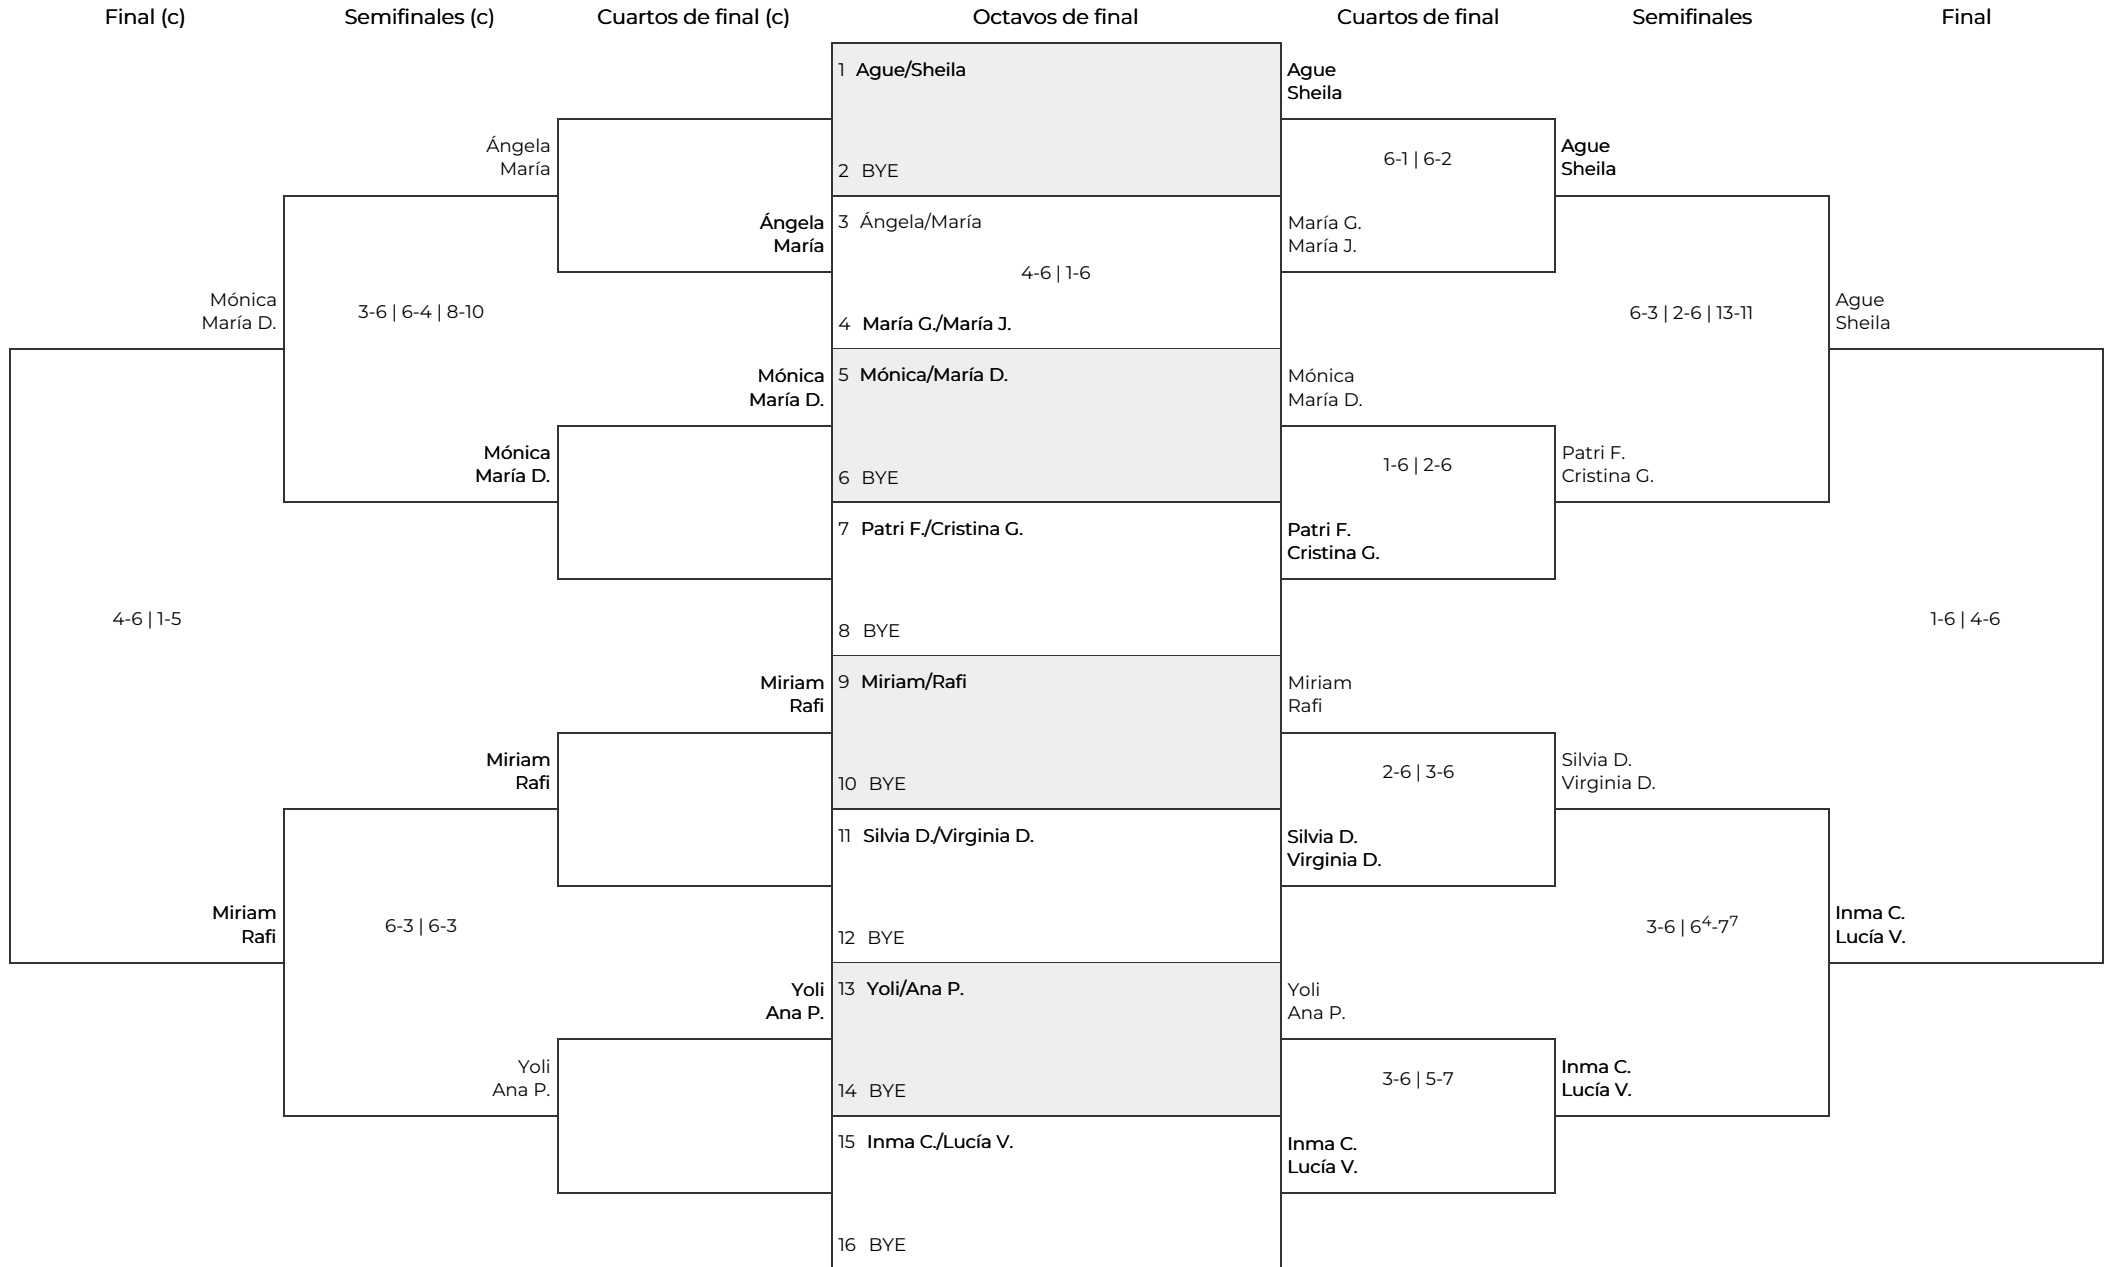 Final (c) Semifinales (c) Cuartos de final (c) Octavos de final Cuartos de final Semifinales Final
1 Ague/Sheila
2 BYE
3 Ángela/María
4-6 | 1-6
4 María G./María J.
5 Mónica/María D.
6 BYE
7 Patri F./Cristina G.
8 BYE
9 Miriam/Rafi
10 BYE
11 Silvia D./Virginia D.
12 BYE
13 Yoli/Ana P.
14 BYE
15 Inma C./Lucía V.
16 BYE
Ángela
María
Mónica
María D.
Miriam
Rafi
Yoli
Ana P.
Ángela
María
3-6 | 6-4 | 8-10
Mónica
María D.
Miriam
Rafi
6-3 | 6-3
Yoli
Ana P.
Mónica
María D.
4-6 | 1-5
Miriam
Rafi
Ague
Sheila
6-1 | 6-2
María G.
María J.
Mónica
María D.
1-6 | 2-6
Patri F.
Cristina G.
Miriam
Rafi
2-6 | 3-6
Silvia D.
Virginia D.
Yoli
Ana P.
3-6 | 5-7
Inma C.
Lucía V.
Ague
Sheila
6-3 | 2-6 | 13-11
Patri F.
Cristina G.
Silvia D.
Virginia D.
3-6 | 6⁴-7⁷
Inma C.
Lucía V.
Ague
Sheila
1-6 | 4-6
Inma C.
Lucía V.